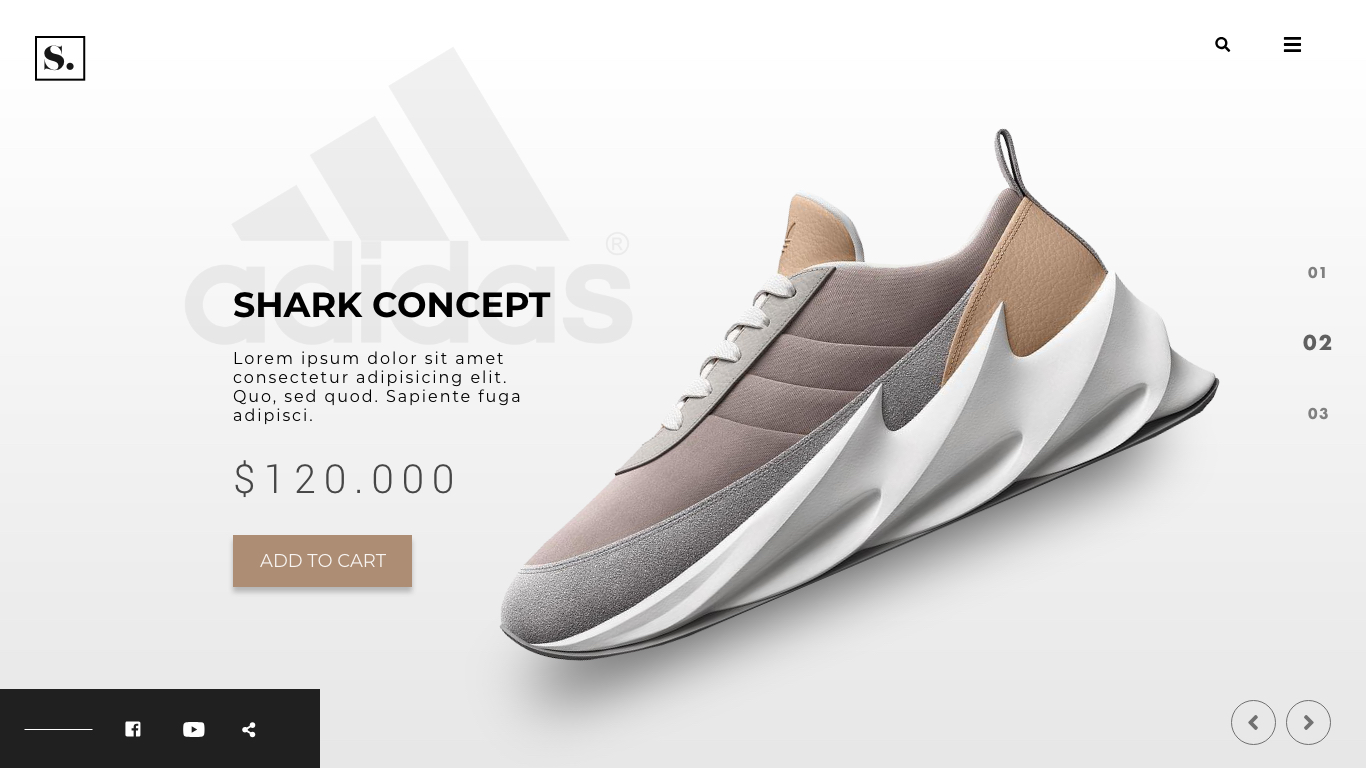 S.
adidas®
SHARK CONCEPT
Lorem ipsum dolor sit amet
consectetur adipisicing elit.
Quo, sed quod. Sapiente fuga
adipisci.
$120.000
ADD TO CART
01
02
03